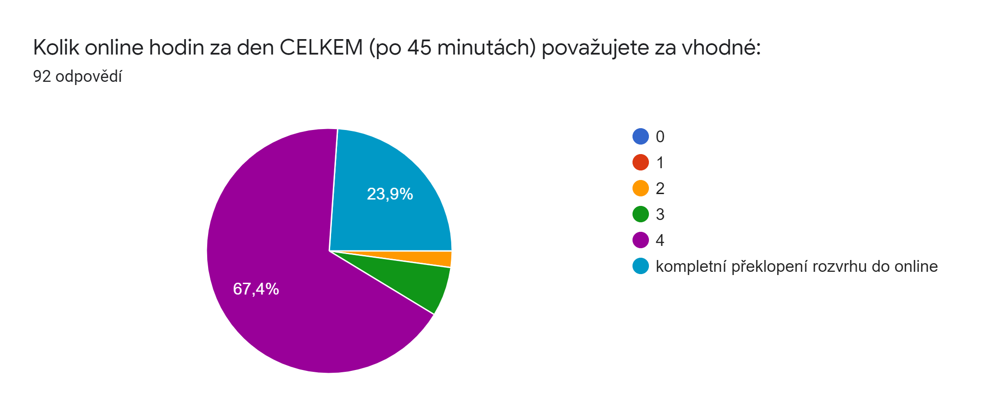 Kolik online hodin za den CELKEM (po 45 minutách) považujete za vhodné:
92 odpovědí
23,9%
67,4%
0
1
2
3
4
kompletní překlopení rozvrhu do online